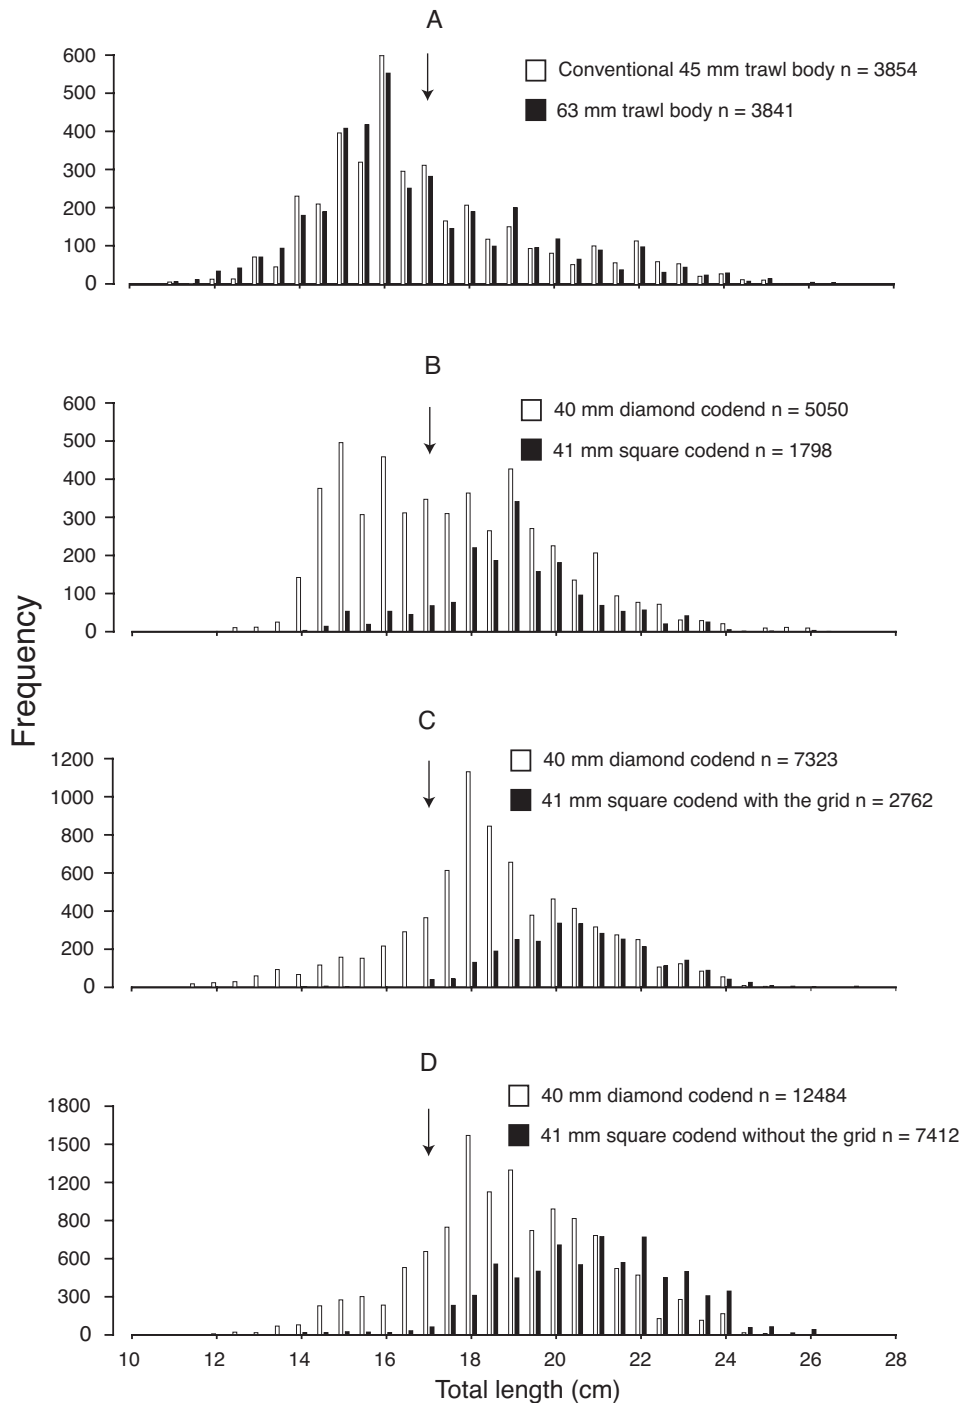 A
600
500
400
300
200
100
0
Conventional 45 mm trawl body n = 3854
63 mm trawl body n = 3841
B
600
500
400
300
200
100
0
40 mm diamond codend n = 5050
41 mm square codend n = 1798
Frequency
C
1200
1000
800
600
400
200
0
40 mm diamond codend n = 7323
41 mm square codend with the grid n = 2762
D
1800
1500
1200
800
600
300
0
40 mm diamond codend n = 12484
41 mm square codend without the grid n = 7412
10 12 14 16 18 20 22 24 26 28
Total length (cm)